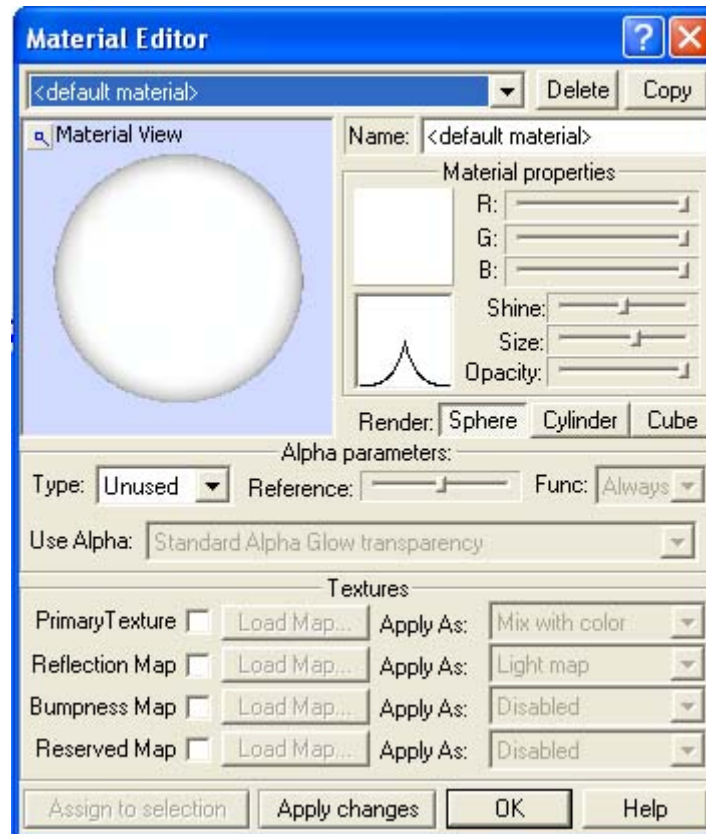 Material Editor
<default material> Delete Copy
Material View
Name: <default material>
Material properties
R:
G:
B:
Shine:
Size:
Opacity:
Render: Sphere Cylinder Cube
Alpha parameters:
Type: Unused Reference: Func: Always
Use Alpha: Standard Alpha Glow transparency
Textures
PrimaryTexture Load Map... Apply As: Mix with color
Reflection Map Load Map... Apply As: Light map
Bumpness Map Load Map... Apply As: Disabled
Reserved Map Load Map... Apply As: Disabled
Assign to selection Apply changes OK Help